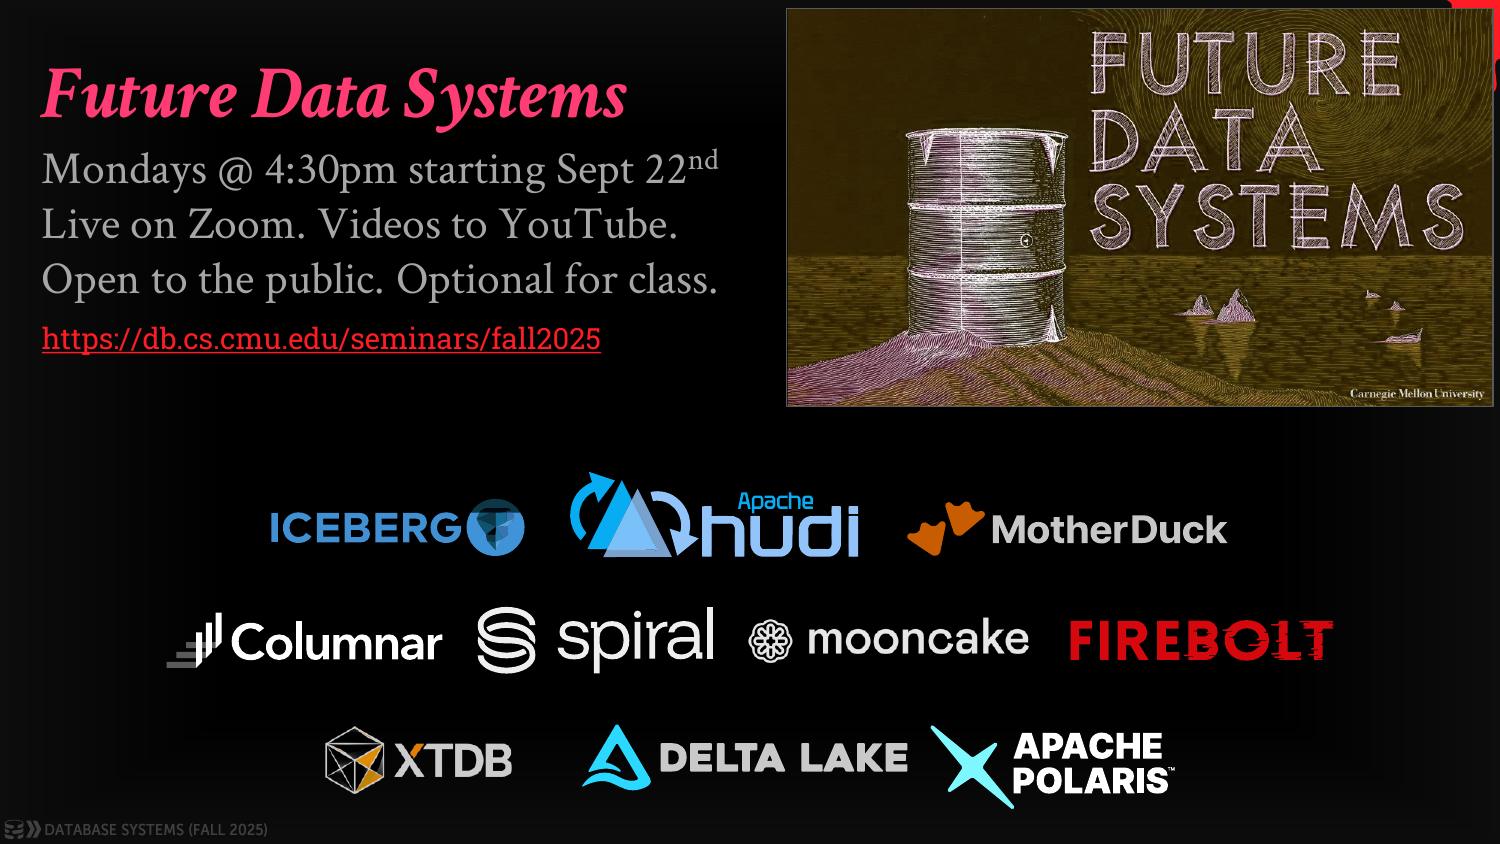 Future Data Systems
Mondays @ 4:30pm starting Sept 22nd
Live on Zoom. Videos to YouTube.
Open to the public. Optional for class.
https://db.cs.cmu.edu/seminars/fall2025
FUTURE
DATA
SYSTEMS
Carnegie Mellon University
ICEBERG
Apache
hudi
MotherDuck
Columnar
spiral
mooncake
FIREBOLT
XTDB
DELTA LAKE
APACHE
POLARIS™
DATABASE SYSTEMS (FALL 2025)